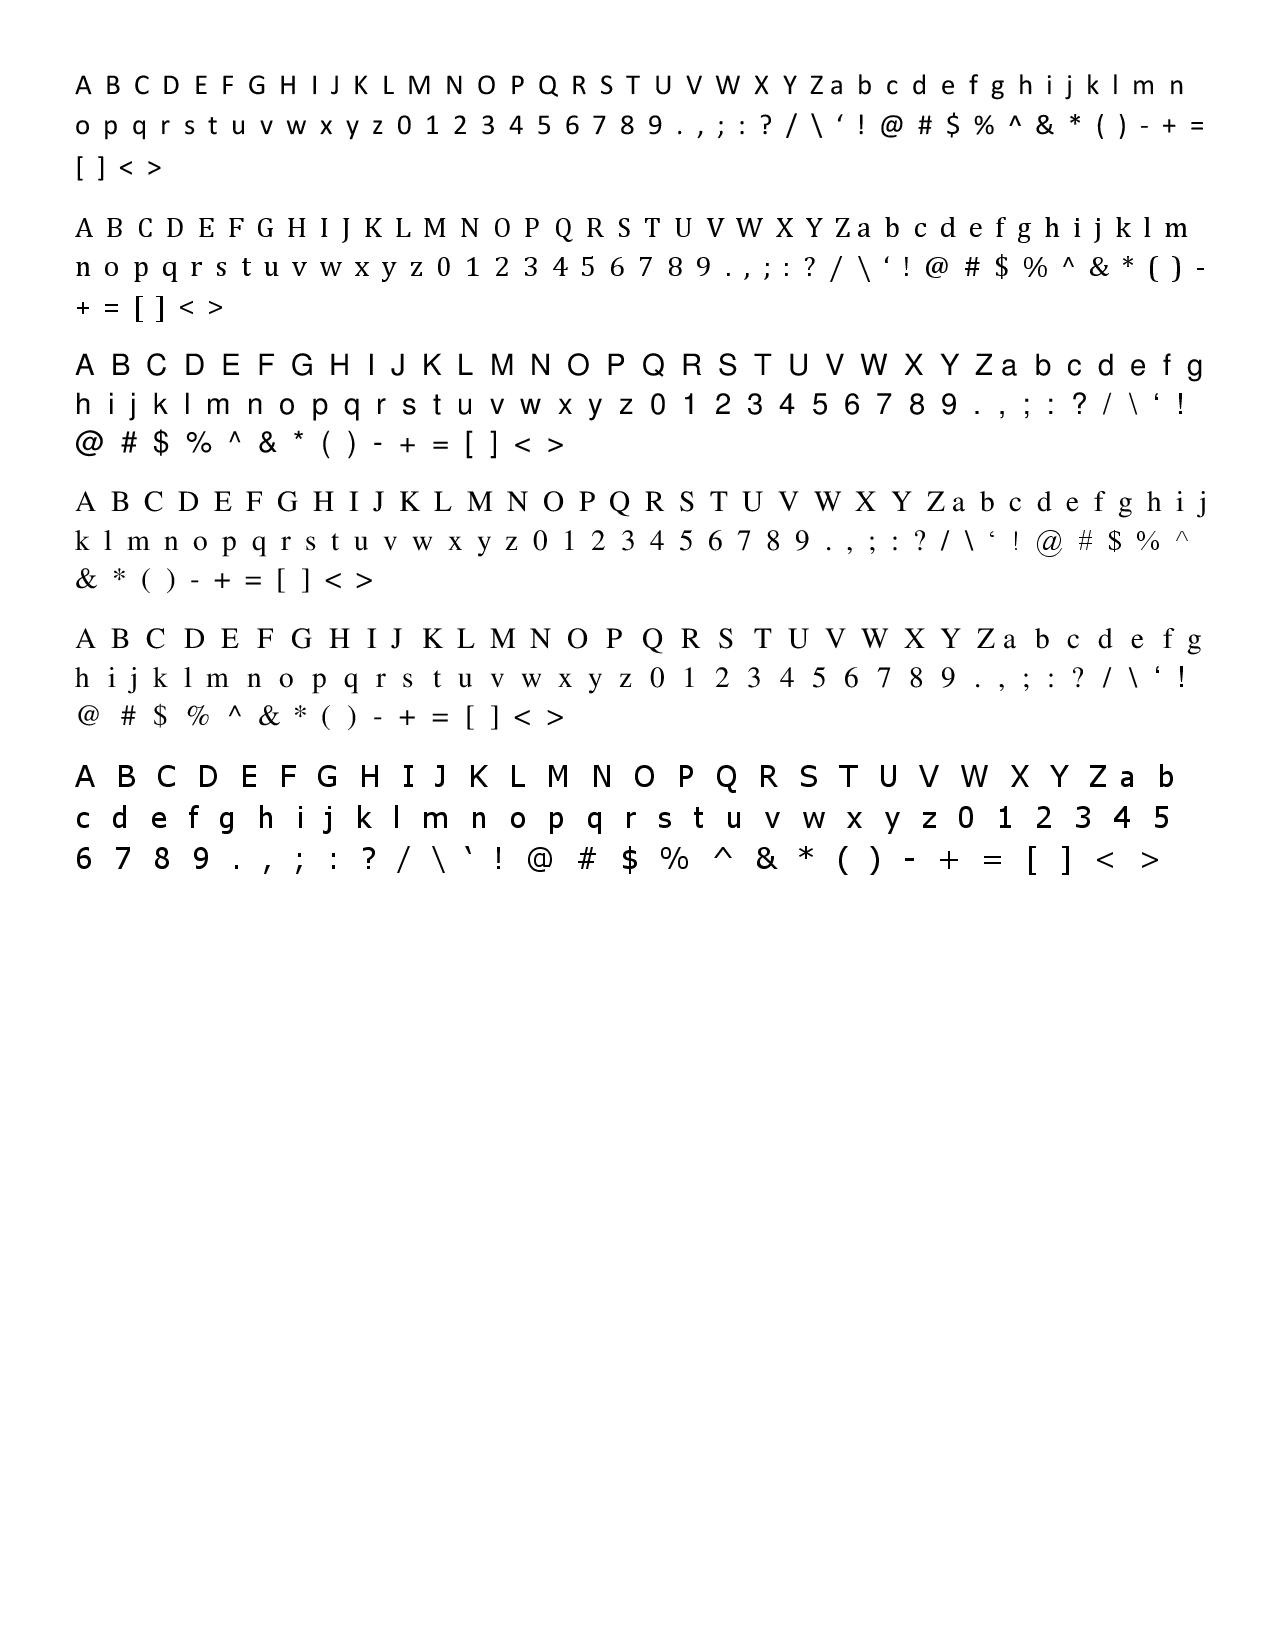 A B C D E F G H I J K L M N O P Q R S T U V W X Y Z a b c d e f g h i j k l m n
o p q r s t u v w x y z 0 1 2 3 4 5 6 7 8 9 . , ; : ? / \ ‘ ! @ # $ % ^ & * ( ) - + =
[ ] < >
A B C D E F G H I J K L M N O P Q R S T U V W X Y Z a b c d e f g h i j k l m
n o p q r s t u v w x y z 0 1 2 3 4 5 6 7 8 9 . , ; : ? / \ ‘ ! @ # $ % ^ & * ( ) -
+ = [ ] < >
A B C D E F G H I J K L M N O P Q R S T U V W X Y Z a b c d e f g
h i j k l m n o p q r s t u v w x y z 0 1 2 3 4 5 6 7 8 9 . , ; : ? / \ ‘ !
@ # $ % ^ & * ( ) - + = [ ] < >
A B C D E F G H I J K L M N O P Q R S T U V W X Y Z a b c d e f g h i j
k l m n o p q r s t u v w x y z 0 1 2 3 4 5 6 7 8 9 . , ; : ? / \ ‘ ! @ # $ % ^
& * ( ) - + = [ ] < >
A B C D E F G H I J K L M N O P Q R S T U V W X Y Z a b c d e f g
h i j k l m n o p q r s t u v w x y z 0 1 2 3 4 5 6 7 8 9 . , ; : ? / \ ‘ !
@ # $ % ^ & * ( ) - + = [ ] < >
A B C D E F G H I J K L M N O P Q R S T U V W X Y Z a b
c d e f g h i j k l m n o p q r s t u v w x y z 0 1 2 3 4 5
6 7 8 9 . , ; : ? / \ ‘ ! @ # $ % ^ & * ( ) - + = [ ] < >